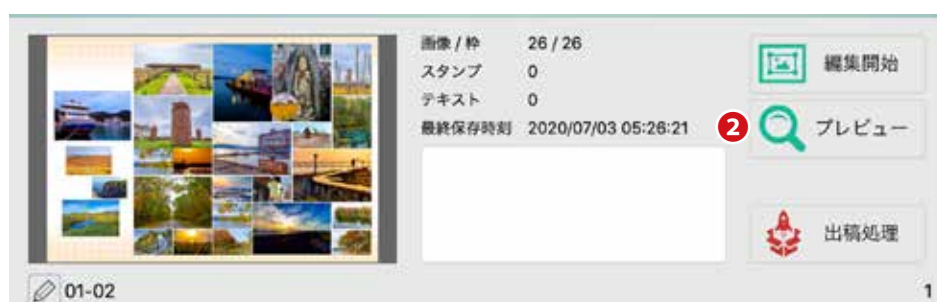 画像 / 枠 26 / 26
スタンプ 0
テキスト 0
最終保存時刻 2020/07/03 05:26:21
編集開始
2 プレビュー
出稿処理
01-02
1